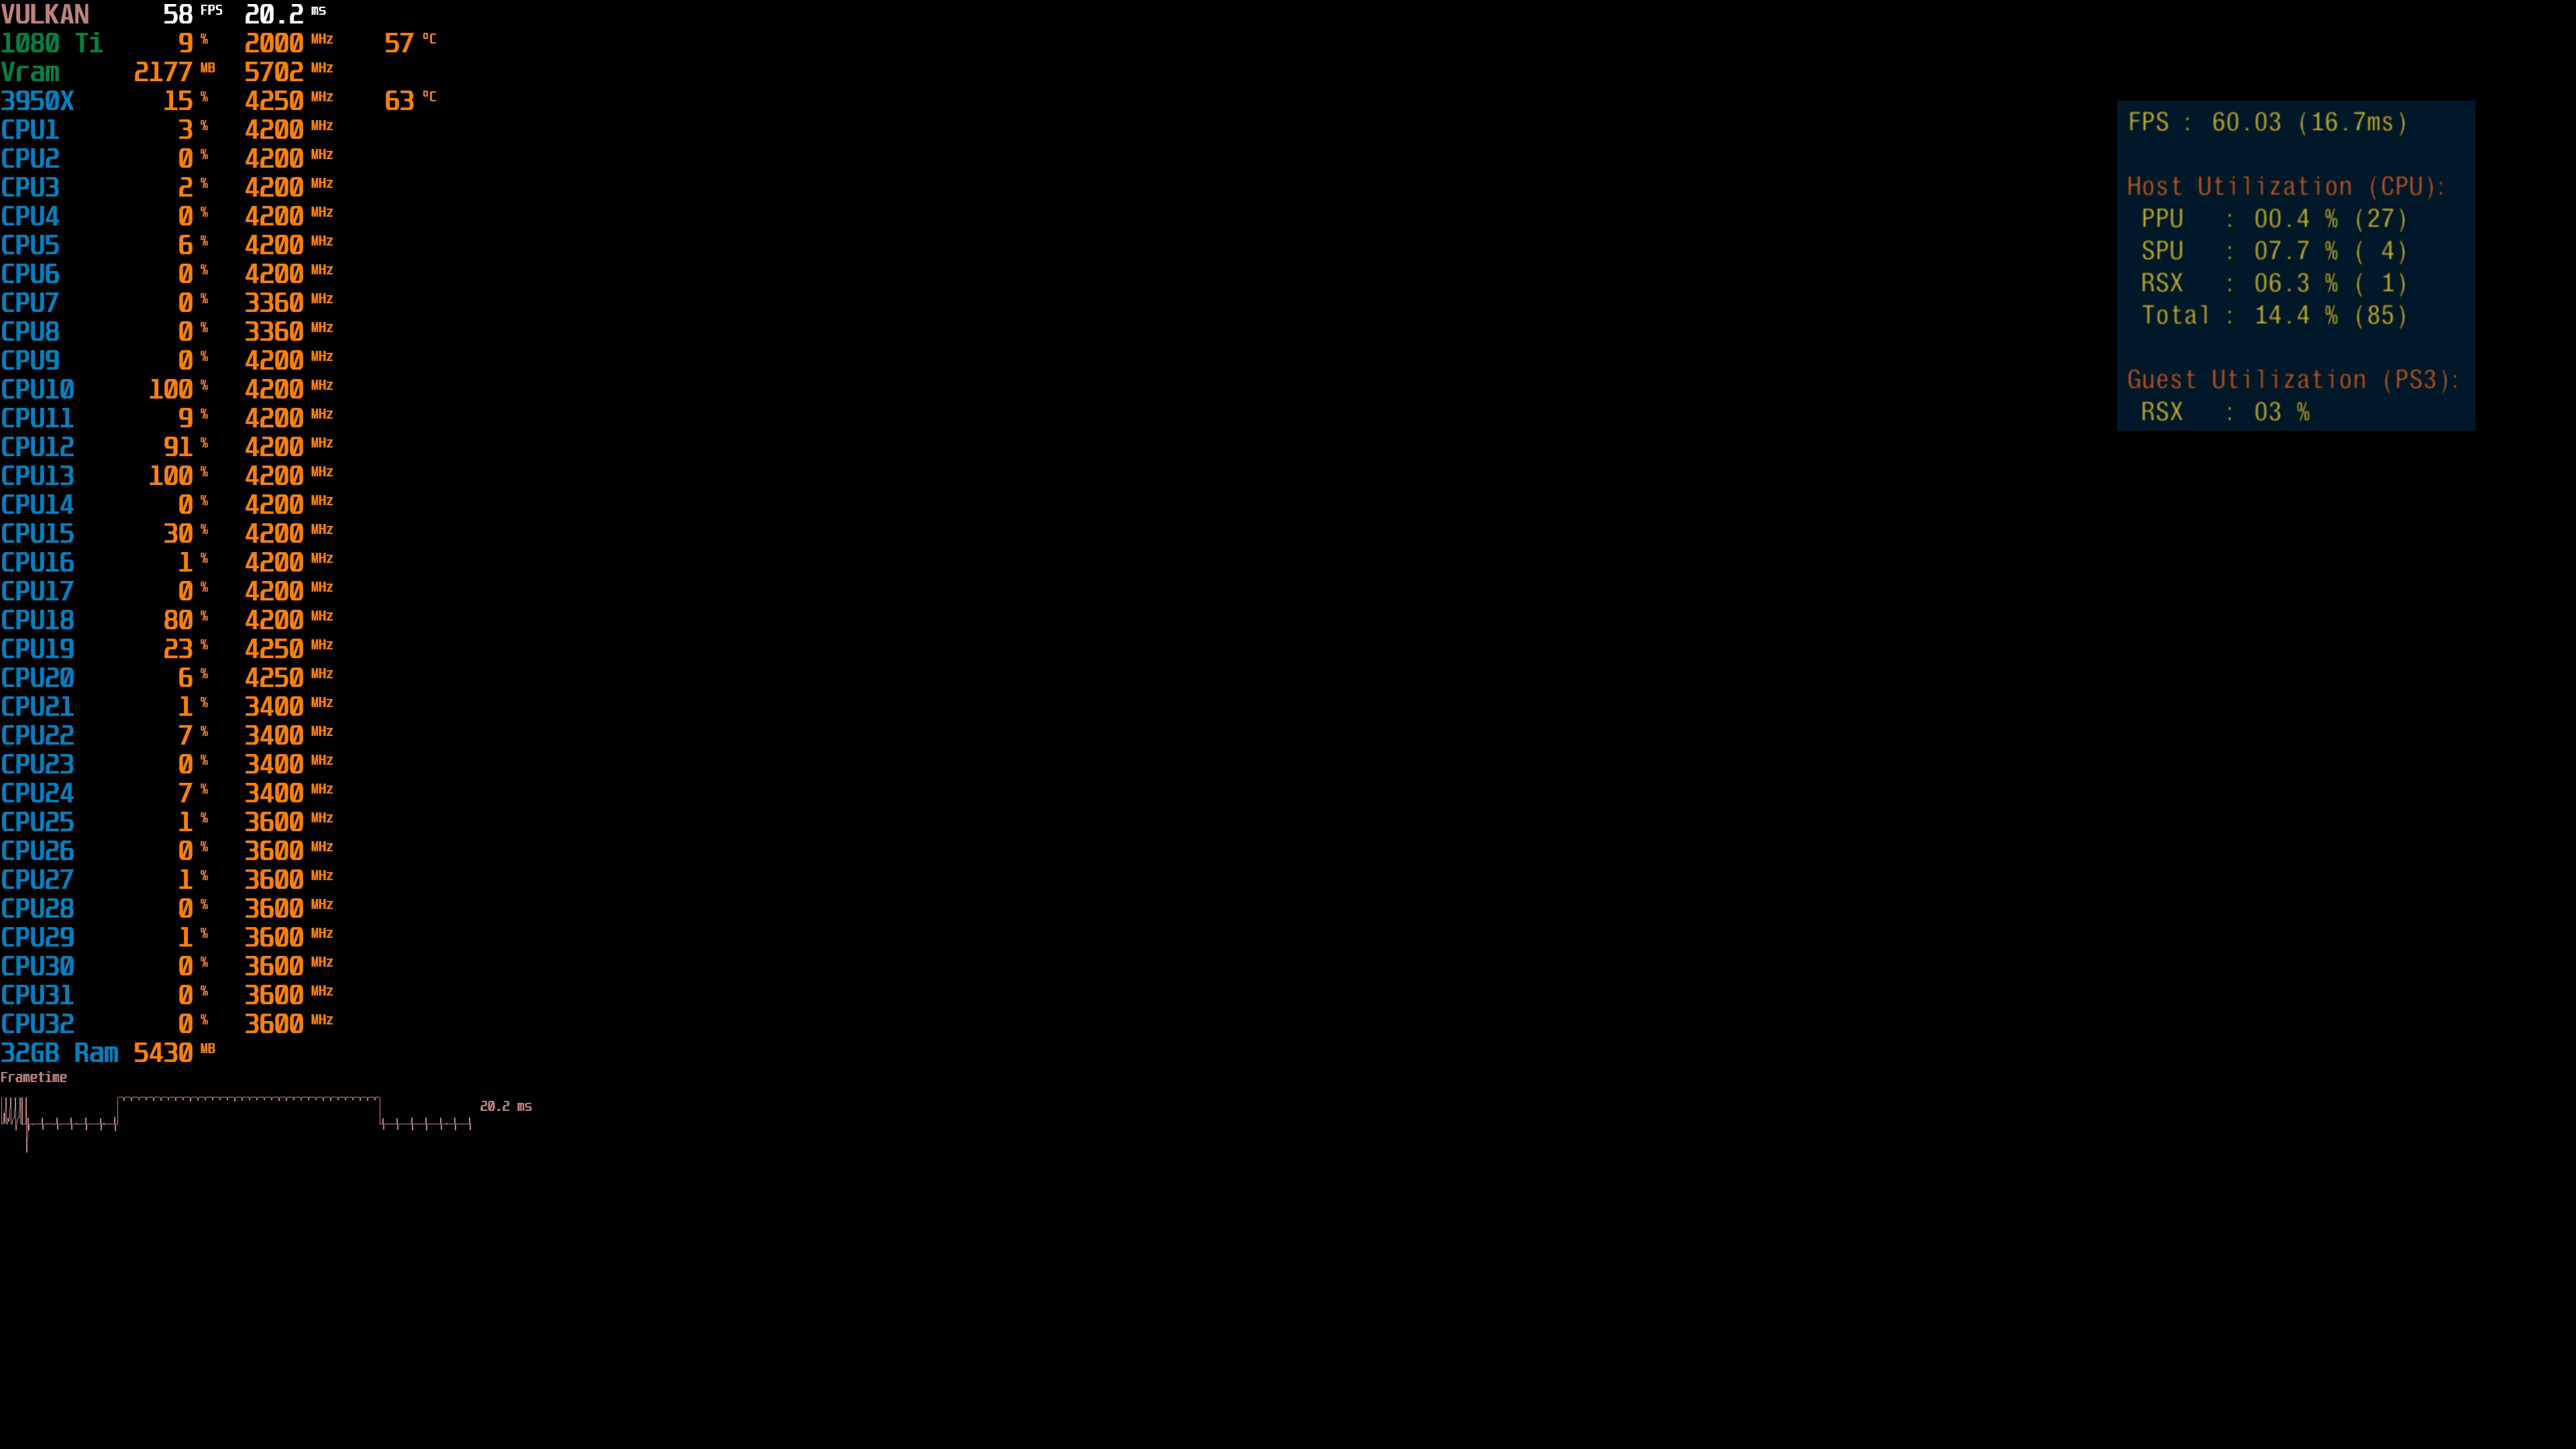 VULKAN 58 FPS 20.2 ms
1080 Ti 9 % 2000 MHz 57 °C
Vram 2177 MB 5702 MHz
3950X 15 % 4250 MHz 63 °C
CPU1 3 % 4200 MHz
CPU2 0 % 4200 MHz
CPU3 2 % 4200 MHz
CPU4 0 % 4200 MHz
CPU5 6 % 4200 MHz
CPU6 0 % 4200 MHz
CPU7 0 % 3360 MHz
CPU8 0 % 3360 MHz
CPU9 0 % 4200 MHz
CPU10 100 % 4200 MHz
CPU11 9 % 4200 MHz
CPU12 91 % 4200 MHz
CPU13 100 % 4200 MHz
CPU14 0 % 4200 MHz
CPU15 30 % 4200 MHz
CPU16 1 % 4200 MHz
CPU17 0 % 4200 MHz
CPU18 80 % 4200 MHz
CPU19 23 % 4250 MHz
CPU20 6 % 4250 MHz
CPU21 1 % 3400 MHz
CPU22 7 % 3400 MHz
CPU23 0 % 3400 MHz
CPU24 7 % 3400 MHz
CPU25 1 % 3600 MHz
CPU26 0 % 3600 MHz
CPU27 1 % 3600 MHz
CPU28 0 % 3600 MHz
CPU29 1 % 3600 MHz
CPU30 0 % 3600 MHz
CPU31 0 % 3600 MHz
CPU32 0 % 3600 MHz
32GB Ram 5430 MB
Frametime
20.2 ms
FPS : 60.03 (16.7ms)
Host Utilization (CPU):
PPU : 00.4 % (27)
SPU : 07.7 % ( 4)
RSX : 06.3 % ( 1)
Total : 14.4 % (85)
Guest Utilization (PS3):
RSX : 03 %